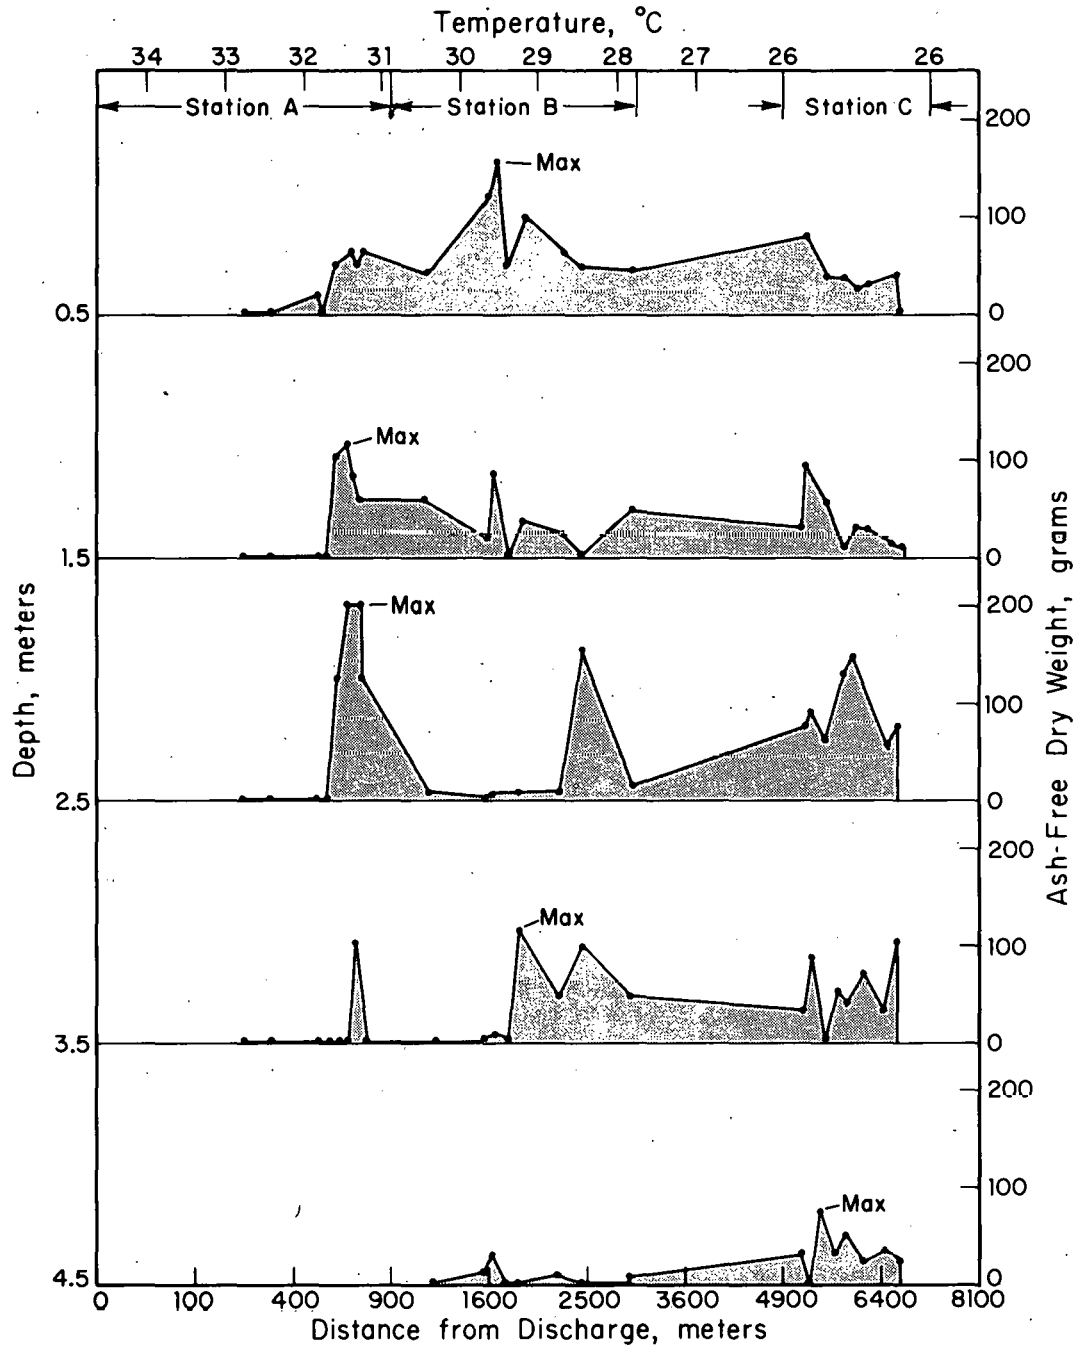 Temperature, °C
34 33 32 31 30 29 28 27 26 26
Station A Station B Station C
200
Max
100
0.5 0
200
Max
100
1.5 0
Max 200
100
2.5 0
200
Max
100
3.5 0
200
100
Max
4.5 0
0 100 400 900 1600 2500 3600 4900 6400 8100
Distance from Discharge, meters
Depth, meters
Ash-Free Dry Weight, grams